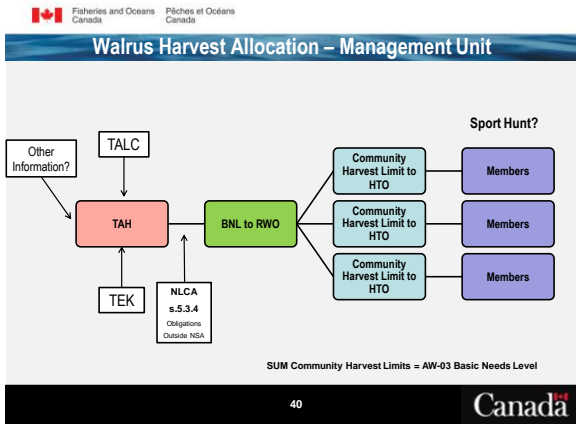 Fisheries and Oceans
Canada
Pêches et Océans
Canada
Walrus Harvest Allocation – Management Unit
Sport Hunt?
Other
Information?
TALC
TAH
TEK
NLCA
s.5.3.4
Obligations
Outside NSA
BNL to RWO
Community
Harvest Limit to
HTO
Members
Community
Harvest Limit to
HTO
Members
Community
Harvest Limit to
HTO
Members
SUM Community Harvest Limits = AW-03 Basic Needs Level
40
Canada